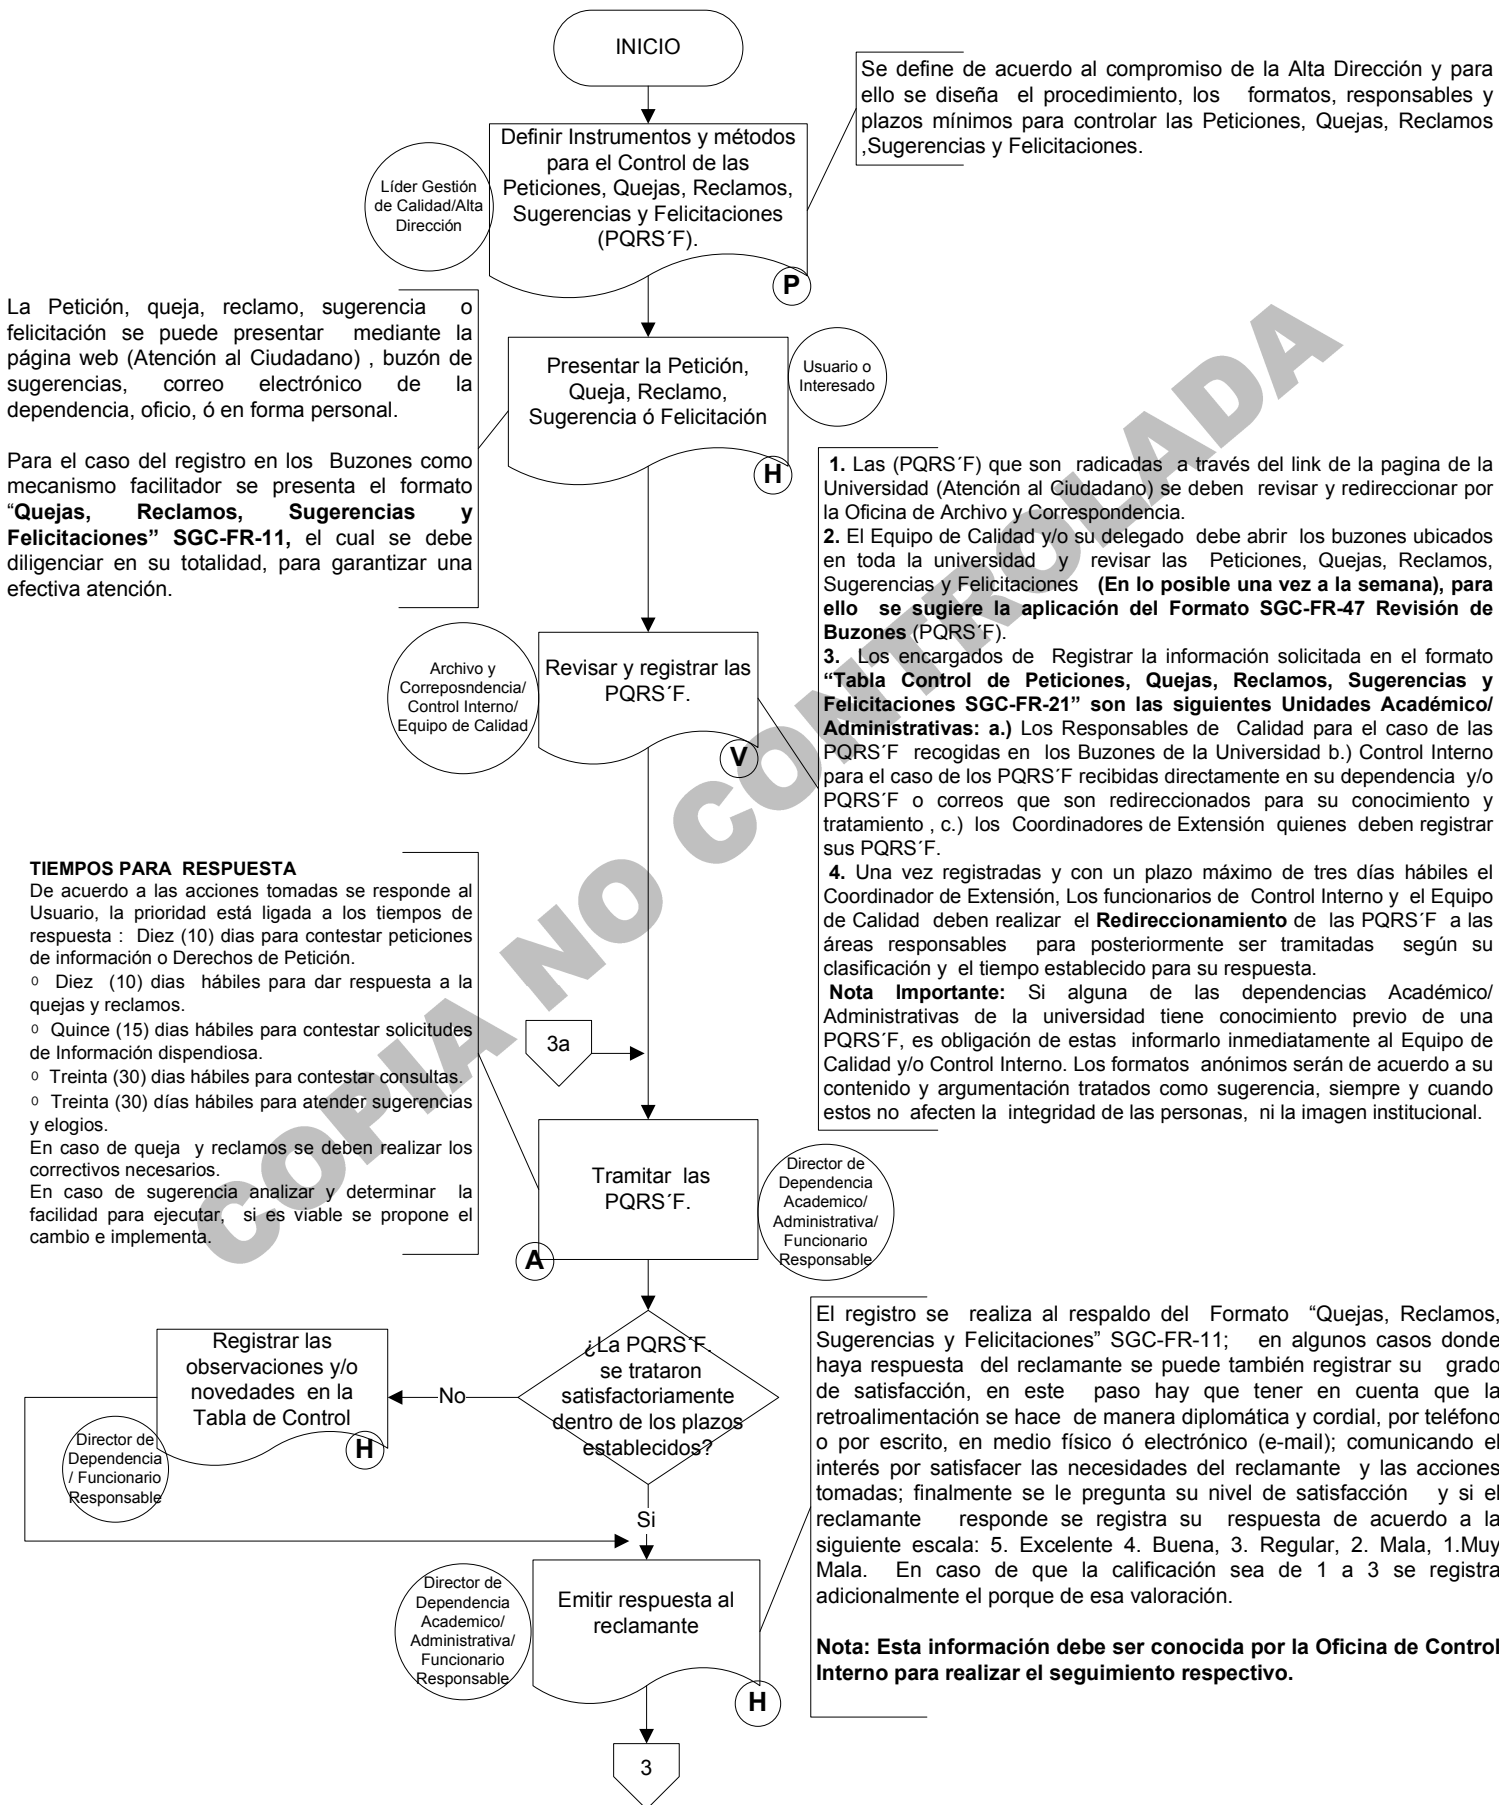 INICIO
Se define de acuerdo al compromiso de la Alta Dirección y para
ello se diseña el procedimiento, los formatos, responsables y
plazos mínimos para controlar las Peticiones, Quejas, Reclamos
,Sugerencias y Felicitaciones.
Definir Instrumentos y métodos
para el Control de las
Peticiones, Quejas, Reclamos,
Sugerencias y Felicitaciones
(PQRS´F).
Líder Gestión
de Calidad/Alta
Dirección
P
La Petición, queja, reclamo, sugerencia o
felicitación se puede presentar mediante la
página web (Atención al Ciudadano) , buzón de
sugerencias, correo electrónico de la
dependencia, oficio, ó en forma personal.
Para el caso del registro en los Buzones como
mecanismo facilitador se presenta el formato
“Quejas, Reclamos, Sugerencias y
Felicitaciones” SGC-FR-11, el cual se debe
diligenciar en su totalidad, para garantizar una
efectiva atención.
Presentar la Petición,
Queja, Reclamo,
Sugerencia ó Felicitación
Usuario o
Interesado
H
1. Las (PQRS´F) que son radicadas a través del link de la pagina de la
Universidad (Atención al Ciudadano) se deben revisar y redireccionar por
la Oficina de Archivo y Correspondencia.
2. El Equipo de Calidad y/o su delegado debe abrir los buzones ubicados
en toda la universidad y revisar las Peticiones, Quejas, Reclamos,
Sugerencias y Felicitaciones (En lo posible una vez a la semana), para
ello se sugiere la aplicación del Formato SGC-FR-47 Revisión de
Buzones (PQRS´F).
3. Los encargados de Registrar la información solicitada en el formato
“Tabla Control de Peticiones, Quejas, Reclamos, Sugerencias y
Felicitaciones SGC-FR-21” son las siguientes Unidades Académico/
Administrativas: a.) Los Responsables de Calidad para el caso de las
PQRS´F recogidas en los Buzones de la Universidad b.) Control Interno
para el caso de los PQRS´F recibidas directamente en su dependencia y/o
PQRS´F o correos que son redireccionados para su conocimiento y
tratamiento , c.) los Coordinadores de Extensión quienes deben registrar
sus PQRS´F.
4. Una vez registradas y con un plazo máximo de tres días hábiles el
Coordinador de Extensión, Los funcionarios de Control Interno y el Equipo
de Calidad deben realizar el Redireccionamiento de las PQRS´F a las
áreas responsables para posteriormente ser tramitadas según su
clasificación y el tiempo establecido para su respuesta.
Nota Importante: Si alguna de las dependencias Académico/
Administrativas de la universidad tiene conocimiento previo de una
PQRS´F, es obligación de estas informarlo inmediatamente al Equipo de
Calidad y/o Control Interno. Los formatos anónimos serán de acuerdo a su
contenido y argumentación tratados como sugerencia, siempre y cuando
estos no afecten la integridad de las personas, ni la imagen institucional.
Archivo y
Correposndencia/
Control Interno/
Equipo de Calidad
Revisar y registrar las
PQRS´F.
V
TIEMPOS PARA RESPUESTA
De acuerdo a las acciones tomadas se responde al
Usuario, la prioridad está ligada a los tiempos de
respuesta : Diez (10) dias para contestar peticiones
de información o Derechos de Petición.
o Diez (10) dias hábiles para dar respuesta a la
quejas y reclamos.
o Quince (15) dias hábiles para contestar solicitudes
de Información dispendiosa.
o Treinta (30) dias hábiles para contestar consultas.
o Treinta (30) días hábiles para atender sugerencias
y elogios.
En caso de queja y reclamos se deben realizar los
correctivos necesarios.
En caso de sugerencia analizar y determinar la
facilidad para ejecutar, si es viable se propone el
cambio e implementa.
3a
Tramitar las
PQRS´F.
A
Director de
Dependencia
Academico/
Administrativa/
Funcionario
Responsable
¿La PQRS´F.
se trataron
satisfactoriamente
dentro de los plazos
establecidos?
No
Si
Registrar las
observaciones y/o
novedades en la
Tabla de Control
H
Director de
Dependencia
/ Funcionario
Responsable
El registro se realiza al respaldo del Formato “Quejas, Reclamos,
Sugerencias y Felicitaciones” SGC-FR-11; en algunos casos donde
haya respuesta del reclamante se puede también registrar su grado
de satisfacción, en este paso hay que tener en cuenta que la
retroalimentación se hace de manera diplomática y cordial, por teléfono
o por escrito, en medio físico ó electrónico (e-mail); comunicando el
interés por satisfacer las necesidades del reclamante y las acciones
tomadas; finalmente se le pregunta su nivel de satisfacción y si el
reclamante responde se registra su respuesta de acuerdo a la
siguiente escala: 5. Excelente 4. Buena, 3. Regular, 2. Mala, 1.Muy
Mala. En caso de que la calificación sea de 1 a 3 se registra
adicionalmente el porque de esa valoración.
Nota: Esta información debe ser conocida por la Oficina de Control
Interno para realizar el seguimiento respectivo.
Director de
Dependencia
Academico/
Administrativa/
Funcionario
Responsable
Emitir respuesta al
reclamante
H
3
COPIA NO CONTROLADA